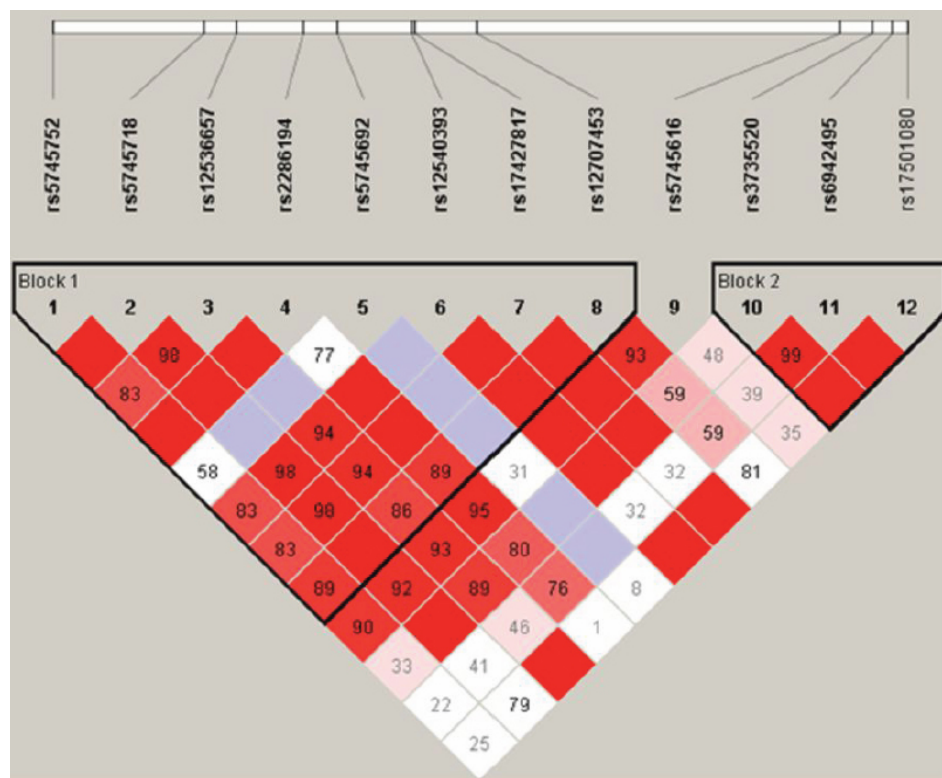 rs5745752
rs5745718
rs12536657
rs2286194
rs5745692
rs12540393
rs17427817
rs12707453
rs5745616
rs3735520
rs6942495
rs17501080
Block 1 Block 2
1 2 3 4 5 6 7 8 9 10 11 12
98 77 93 48 99
83 59 39
94 59 35
58 98 94 89 31 32 81
83 98 86 95 32
83 93 80
89 92 89 76 8
90 46 1
33 41
22 79
25